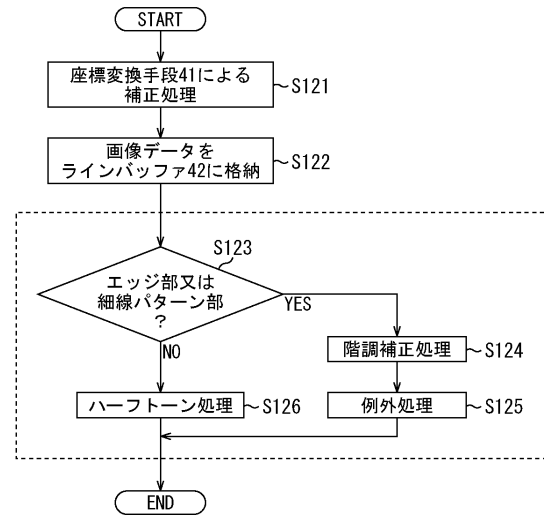 START
座標変換手段41による
補正処理
S121
画像データを
ラインバッファ42に格納
S122
S123
エッジ部又は
細線パターン部
?
YES
NO
階調補正処理
S124
ハーフトーン処理
S126
例外処理
S125
END